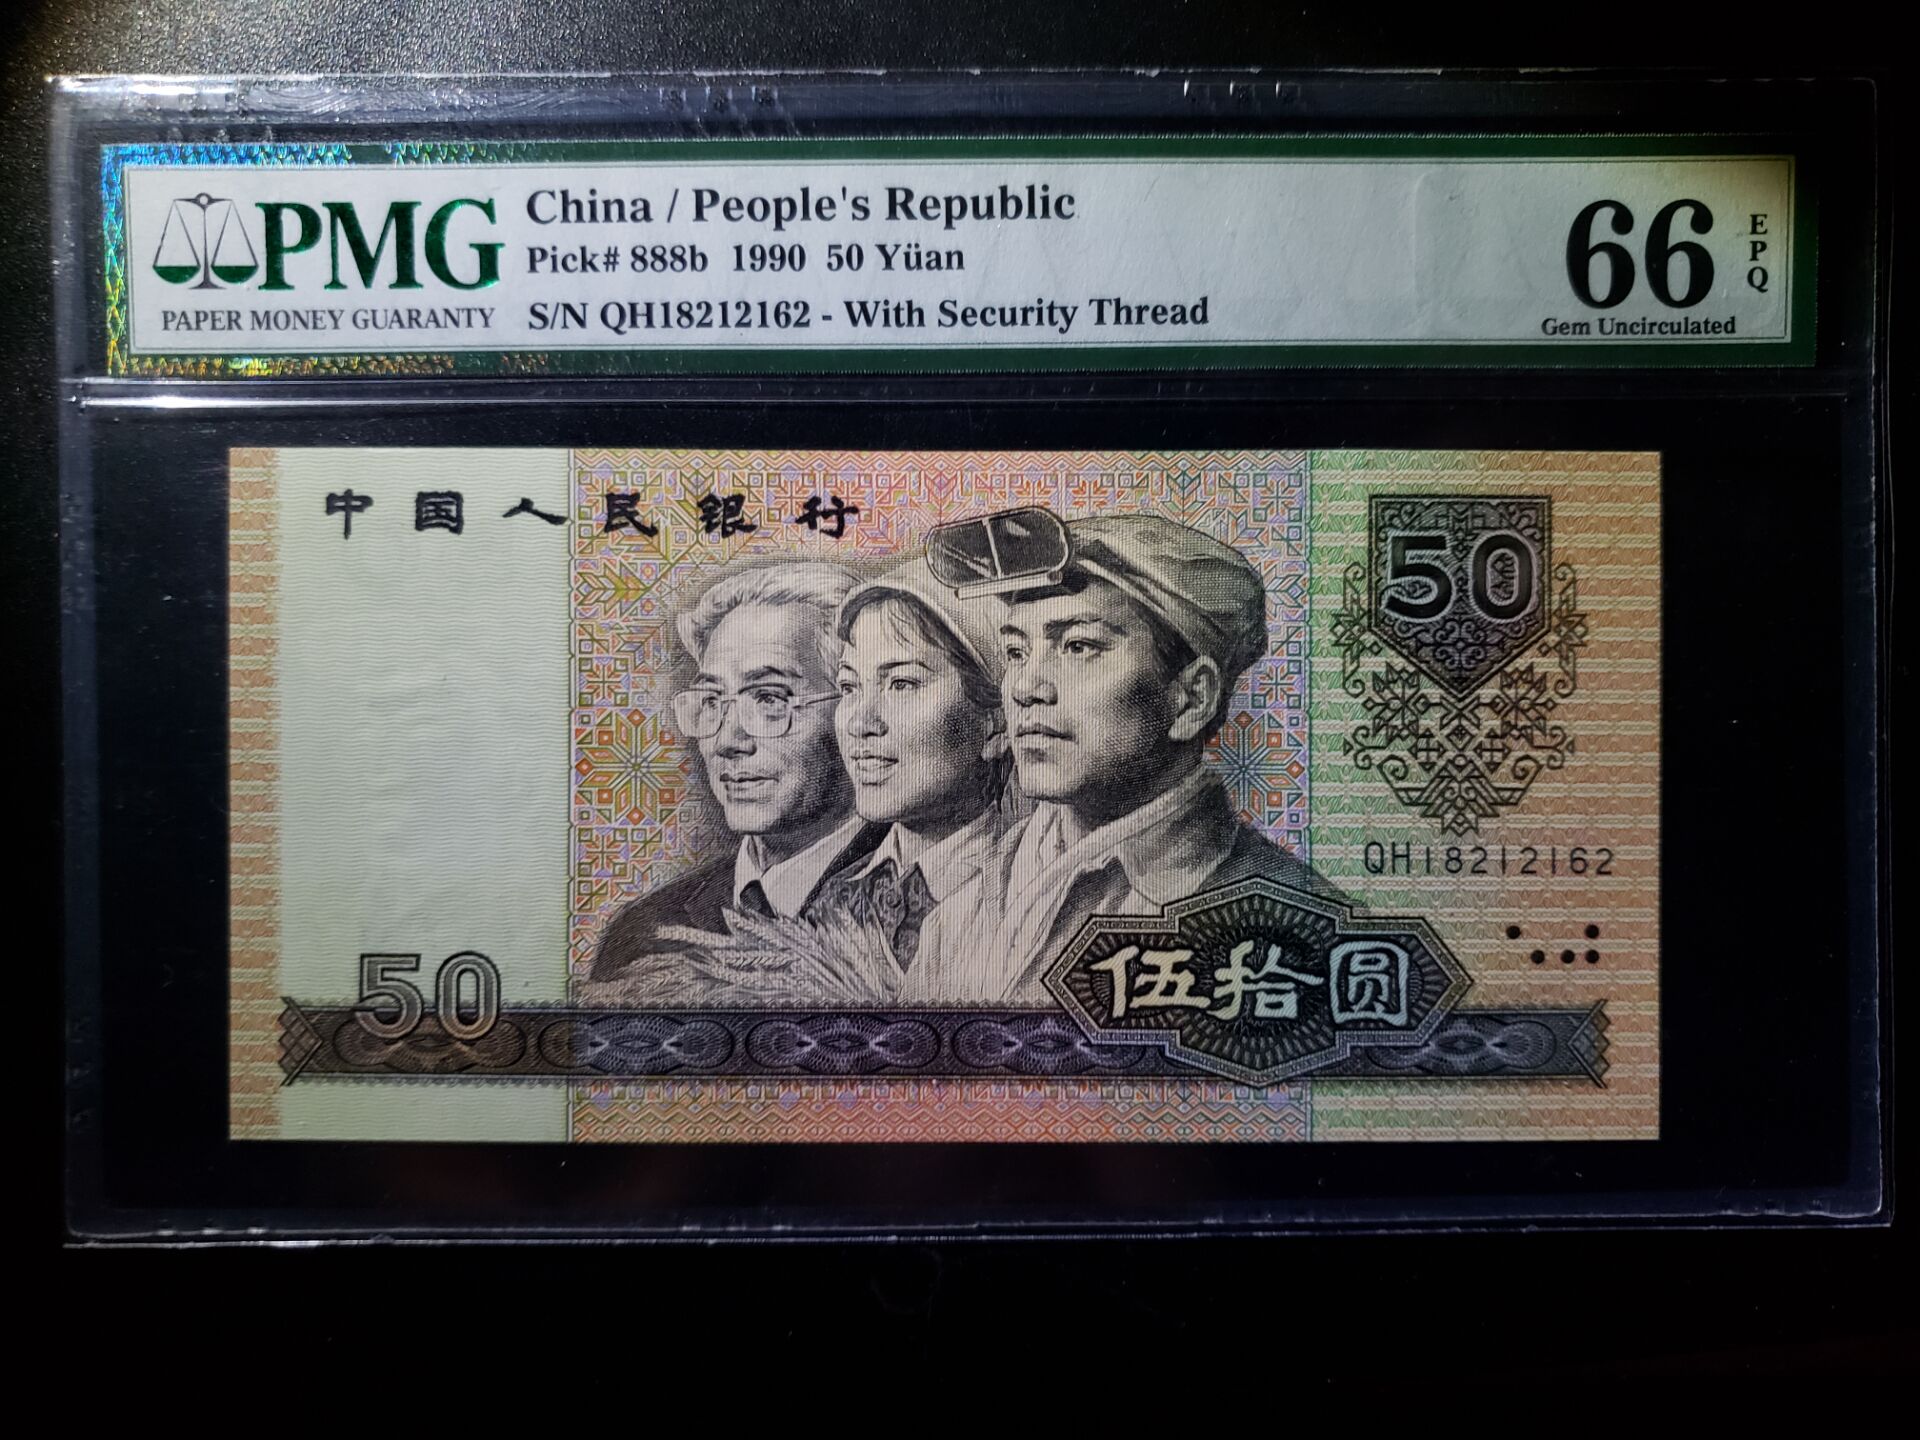 PMG
PAPER MONEY GUARANTY
China / People's Republic
Pick# 888b 1990 50 Yüan
S/N QH18212162 - With Security Thread
66
EPQ
Gem Uncirculated
中国人民银行
50
QH18212162
50
伍拾圆